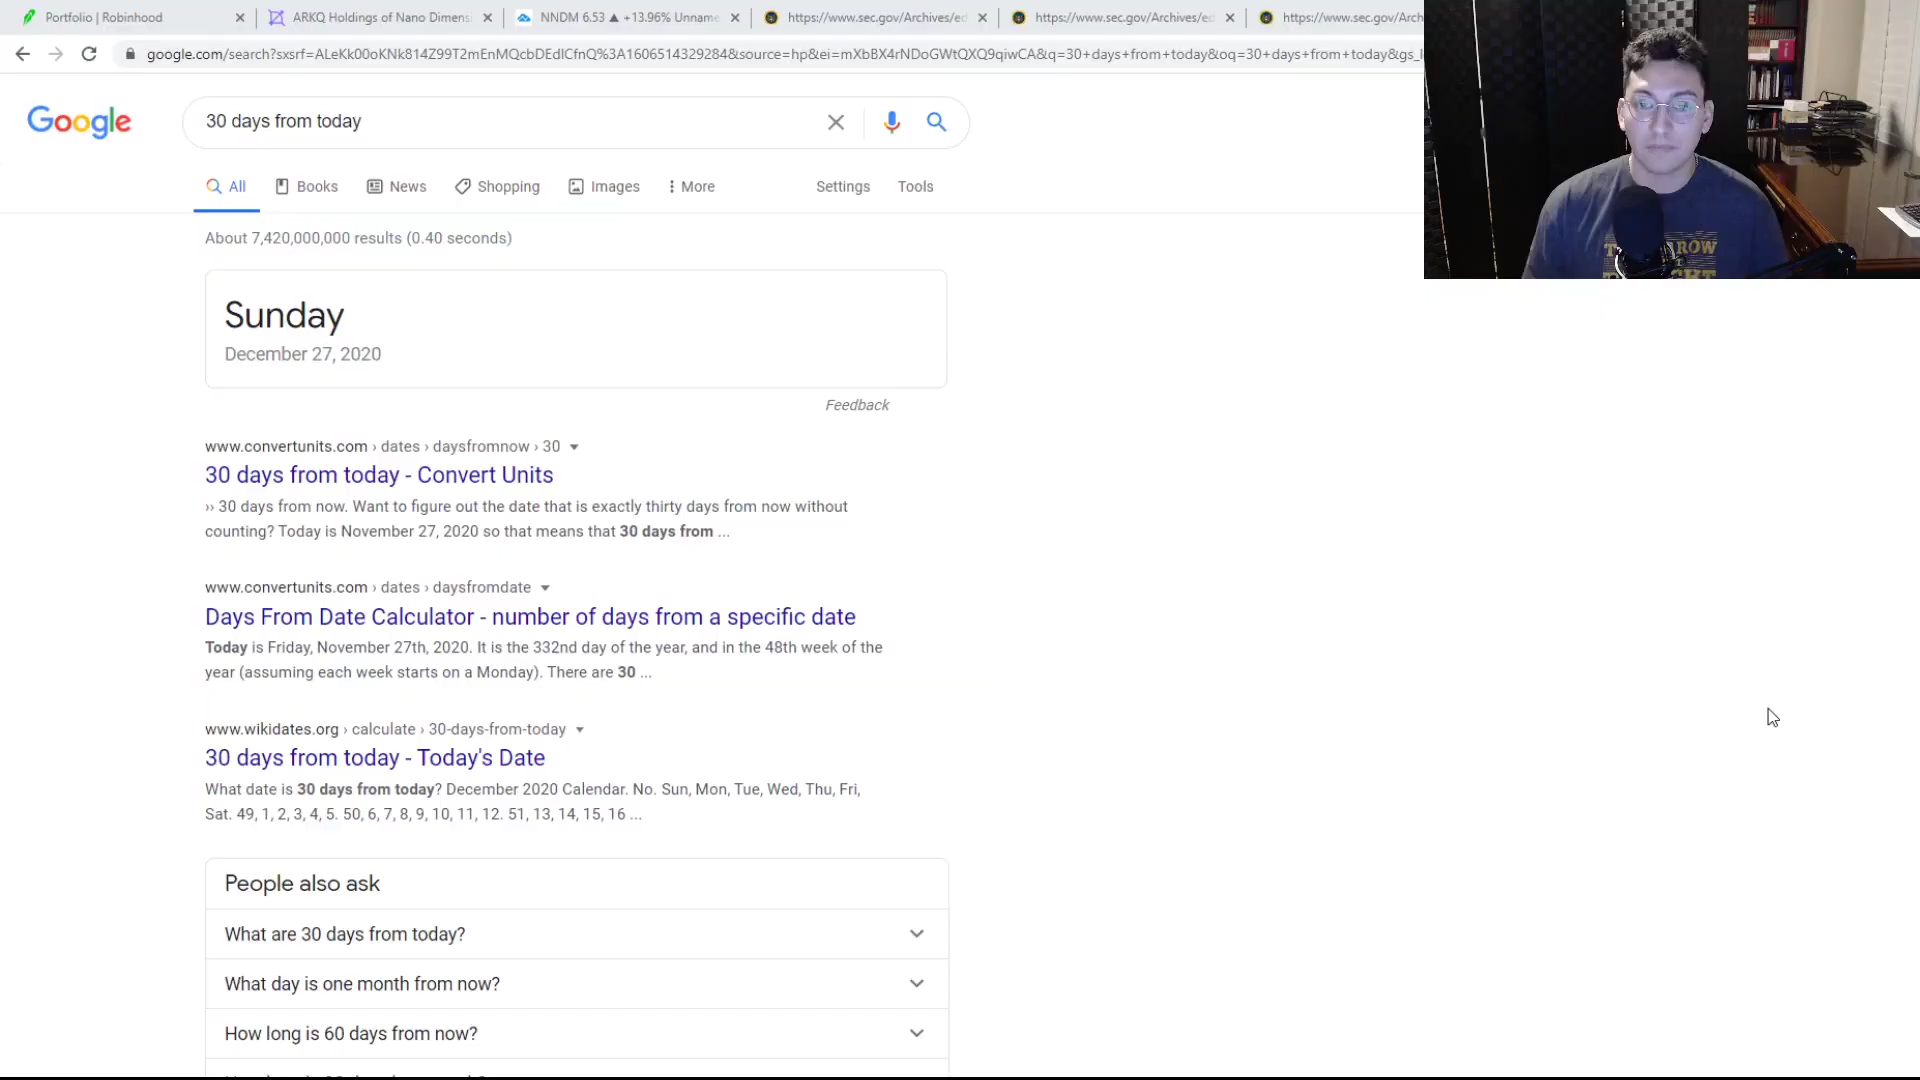 Portfolio | Robinhood
ARKQ Holdings of Nano Dimens
NNDM 6.53 ▲ +13.96% Unname
https://www.sec.gov/Archives/ed
https://www.sec.gov/Archives/ed
https://www.sec.gov/Arch
google.com/search?sxsrf=ALeKk00oKNk814Z99T2mEnMQcbDEdlCfnQ%3A1606514329284&source=hp&ei=mXbBX4rNDoGWtQXQ9qiwCA&q=30+days+from+today&oq=30+days+from+today&gs_l
Google
30 days from today
All
Books
News
Shopping
Images
More
Settings
Tools
About 7,420,000,000 results (0.40 seconds)
Sunday
December 27, 2020
Feedback
www.convertunits.com › dates › daysfromnow › 30
30 days from today - Convert Units
›› 30 days from now. Want to figure out the date that is exactly thirty days from now without
counting? Today is November 27, 2020 so that means that 30 days from ...
www.convertunits.com › dates › daysfromdate
Days From Date Calculator - number of days from a specific date
Today is Friday, November 27th, 2020. It is the 332nd day of the year, and in the 48th week of the
year (assuming each week starts on a Monday). There are 30 ...
www.wikidates.org › calculate › 30-days-from-today
30 days from today - Today's Date
What date is 30 days from today? December 2020 Calendar. No. Sun, Mon, Tue, Wed, Thu, Fri,
Sat. 49, 1, 2, 3, 4, 5. 50, 6, 7, 8, 9, 10, 11, 12. 51, 13, 14, 15, 16 ...
People also ask
What are 30 days from today?
What day is one month from now?
How long is 60 days from now?